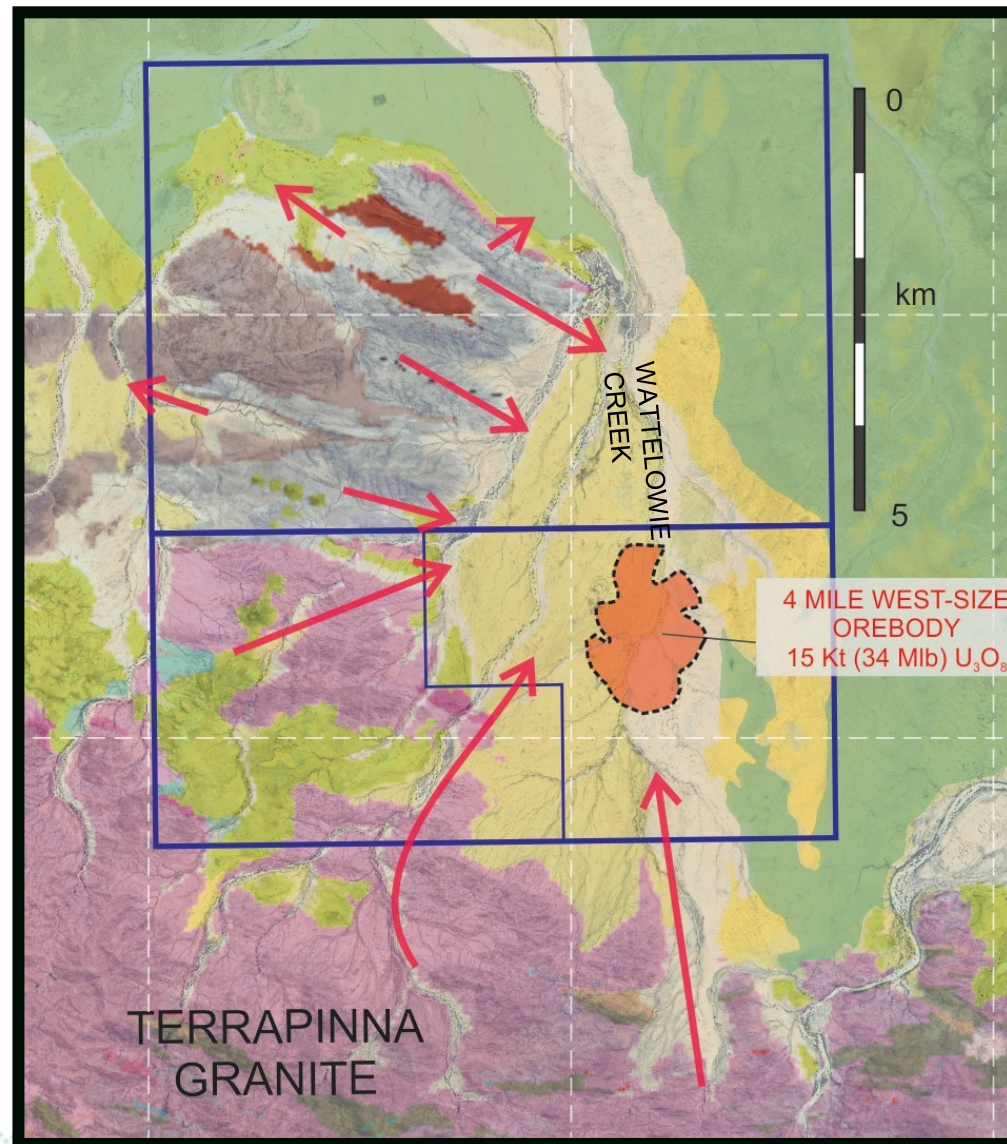 0
km
5
WATTELOWIE
CREEK
4 MILE WEST-SIZE
OREBODY
15 Kt (34 Mlb) U₃O₈
TERRAPINNA
GRANITE